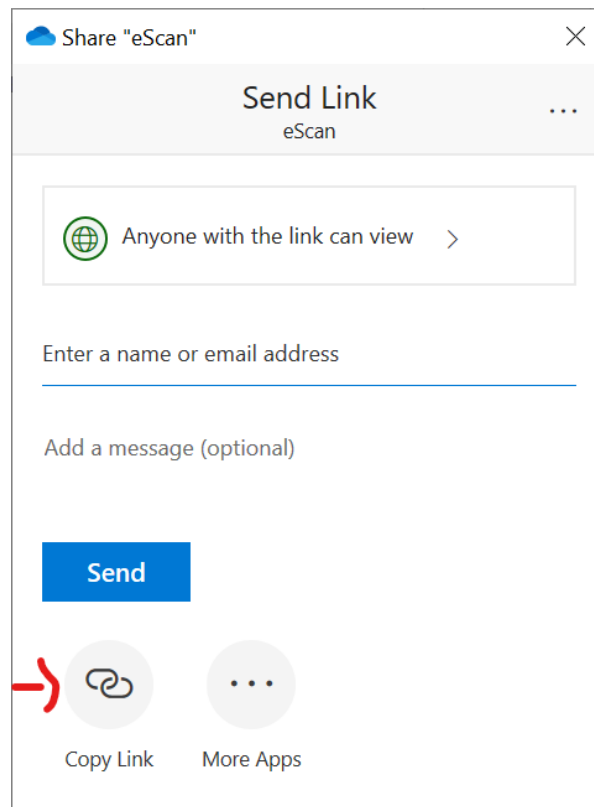 Share "eScan"
Send Link
eScan
Anyone with the link can view
Enter a name or email address
Add a message (optional)
Send
Copy Link
More Apps